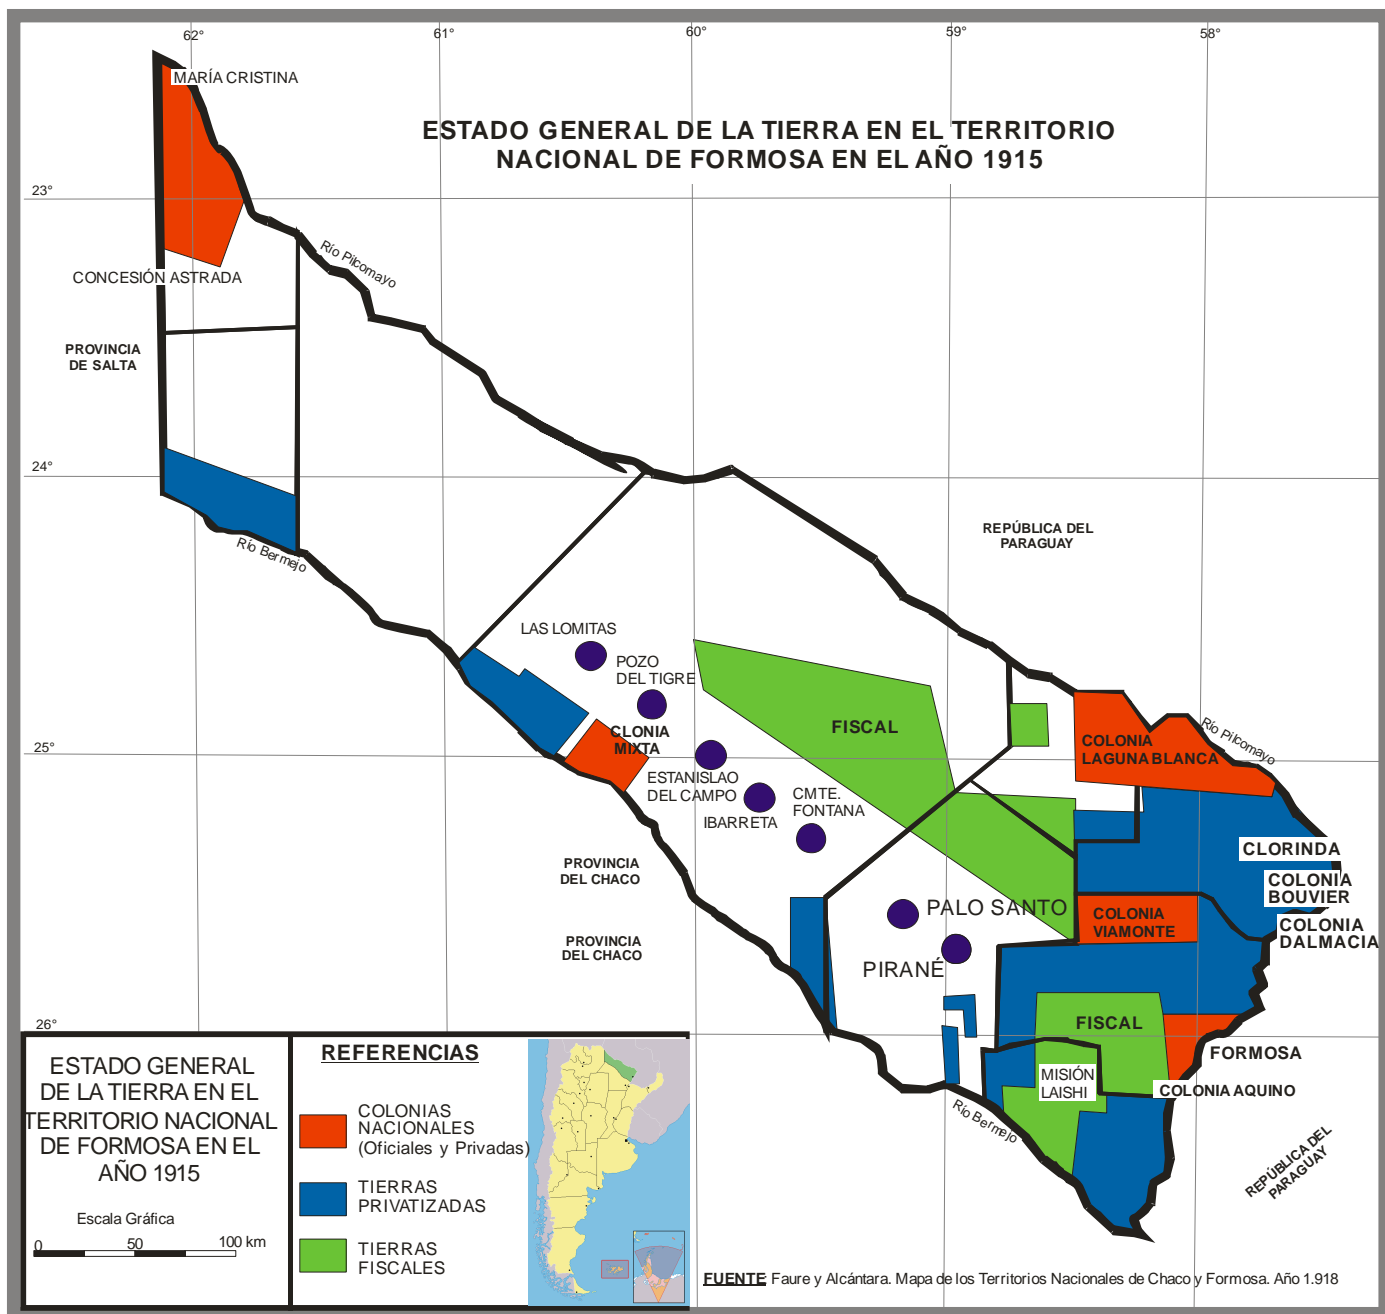 62°
61°
60°
59°
58°
MARÍA CRISTINA
ESTADO GENERAL DE LA TIERRA EN EL TERRITORIO
NACIONAL DE FORMOSA EN EL AÑO 1915
23°
Río Pilcomayo
CONCESIÓN ASTRADA
PROVINCIA
DE SALTA
24°
Río Bermejo
REPÚBLICA DEL
PARAGUAY
LAS LOMITAS
POZO
DEL TIGRE
FISCAL
CLONIA
MIXTA
25°
COLONIA
LAGUNA BLANCA
Río Pilcomayo
ESTANISLAO
DEL CAMPO
CMTE.
FONTANA
IBARRETA
CLORINDA
PROVINCIA
DEL CHACO
COLONIA
BOUVIER
PALO SANTO
COLONIA
VIAMONTE
COLONIA
DALMACIA
PROVINCIA
DEL CHACO
PIRANÉ
26°
FISCAL
FORMOSA
MISIÓN
LAISHI
COLONIA AQUINO
Río Bermejo
REPÚBLICA DEL
PARAGUAY
ESTADO GENERAL
DE LA TIERRA EN EL
TERRITORIO NACIONAL
DE FORMOSA EN EL
AÑO 1915
Escala Gráfica
0 50 100 km
REFERENCIAS
COLONIAS
NACIONALES
(Oficiales y Privadas)
TIERRAS
PRIVATIZADAS
TIERRAS
FISCALES
FUENTE: Faure y Alcántara. Mapa de los Territorios Nacionales de Chaco y Formosa. Año 1.918